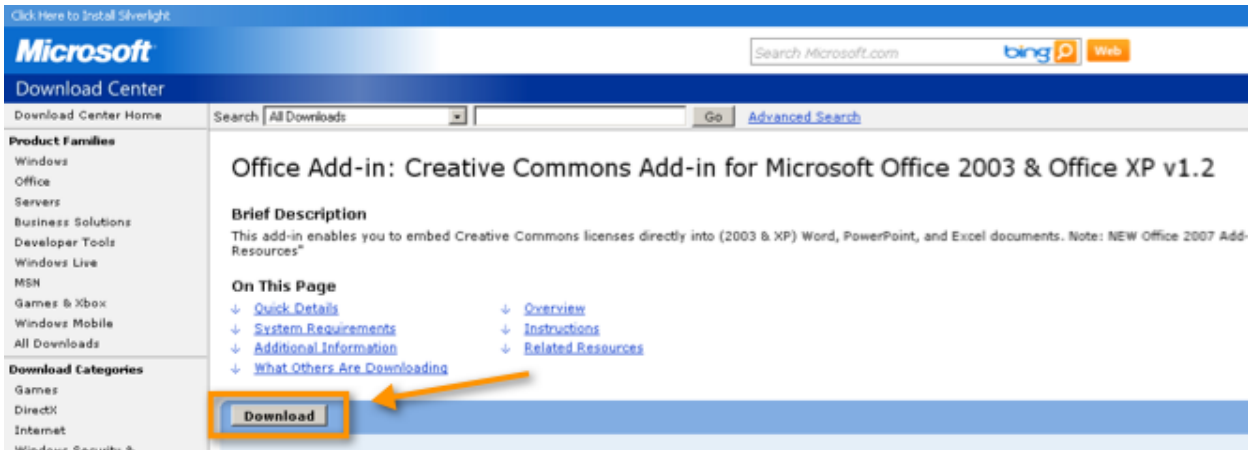 Click Here to Install Silverlight
Microsoft
Search Microsoft.com
bing
Web
Download Center
Download Center Home
Search
All Downloads
Go
Advanced Search
Product Families
Windows
Office
Servers
Business Solutions
Developer Tools
Windows Live
MSN
Games & Xbox
Windows Mobile
All Downloads
Download Categories
Games
DirectX
Internet
Windows Security &
Office Add-in: Creative Commons Add-in for Microsoft Office 2003 & Office XP v1.2
Brief Description
This add-in enables you to embed Creative Commons licenses directly into (2003 & XP) Word, PowerPoint, and Excel documents. Note: NEW Office 2007 Add-
Resources"
On This Page
Quick Details
System Requirements
Additional Information
What Others Are Downloading
Overview
Instructions
Related Resources
Download